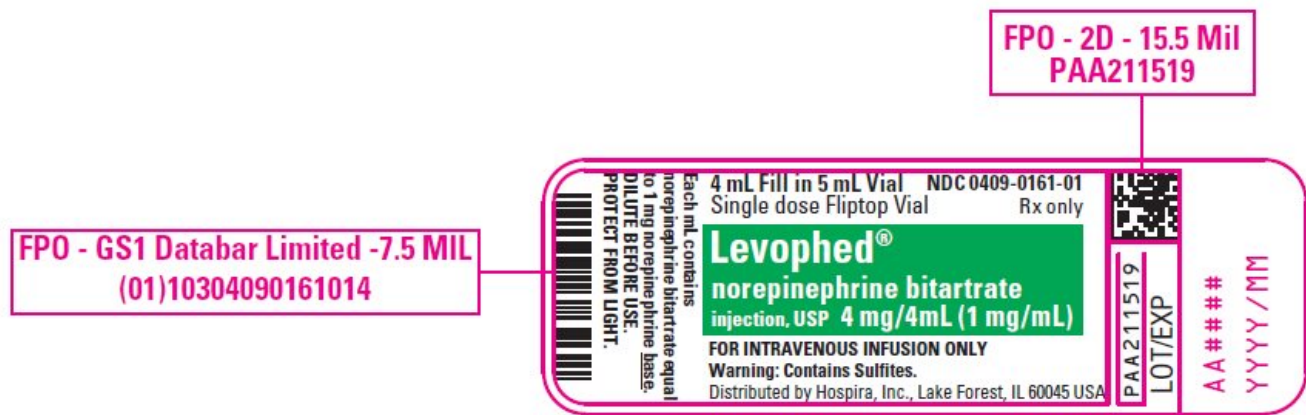 FPO - 2D - 15.5 Mil
PAA211519
FPO - GS1 Databar Limited -7.5 MIL
(01)10304090161014
Each mL contains
norepinephrine bitartrate equal
to 1 mg norepinephrine base.
DILUTE BEFORE USE.
PROTECT FROM LIGHT.
4 mL Fill in 5 mL Vial NDC 0409-0161-01
Single dose Fliptop Vial Rx only
Levophed®
norepinephrine bitartrate
injection, USP 4 mg/4mL (1 mg/mL)
FOR INTRAVENOUS INFUSION ONLY
Warning: Contains Sulfites.
Distributed by Hospira, Inc., Lake Forest, IL 60045 USA
PAA211519
LOT/EXP
AA####
YYYY/MM